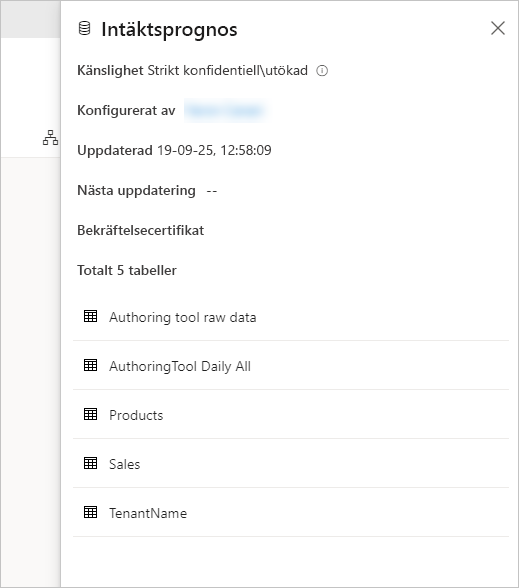 Intäktsprognos
Känslighet Strikt konfidentiell\utökad
Konfigurerat av
Uppdaterad 19-09-25, 12:58:09
Nästa uppdatering --
Bekräftelsecertifikat
Totalt 5 tabeller
Authoring tool raw data
AuthoringTool Daily All
Products
Sales
TenantName